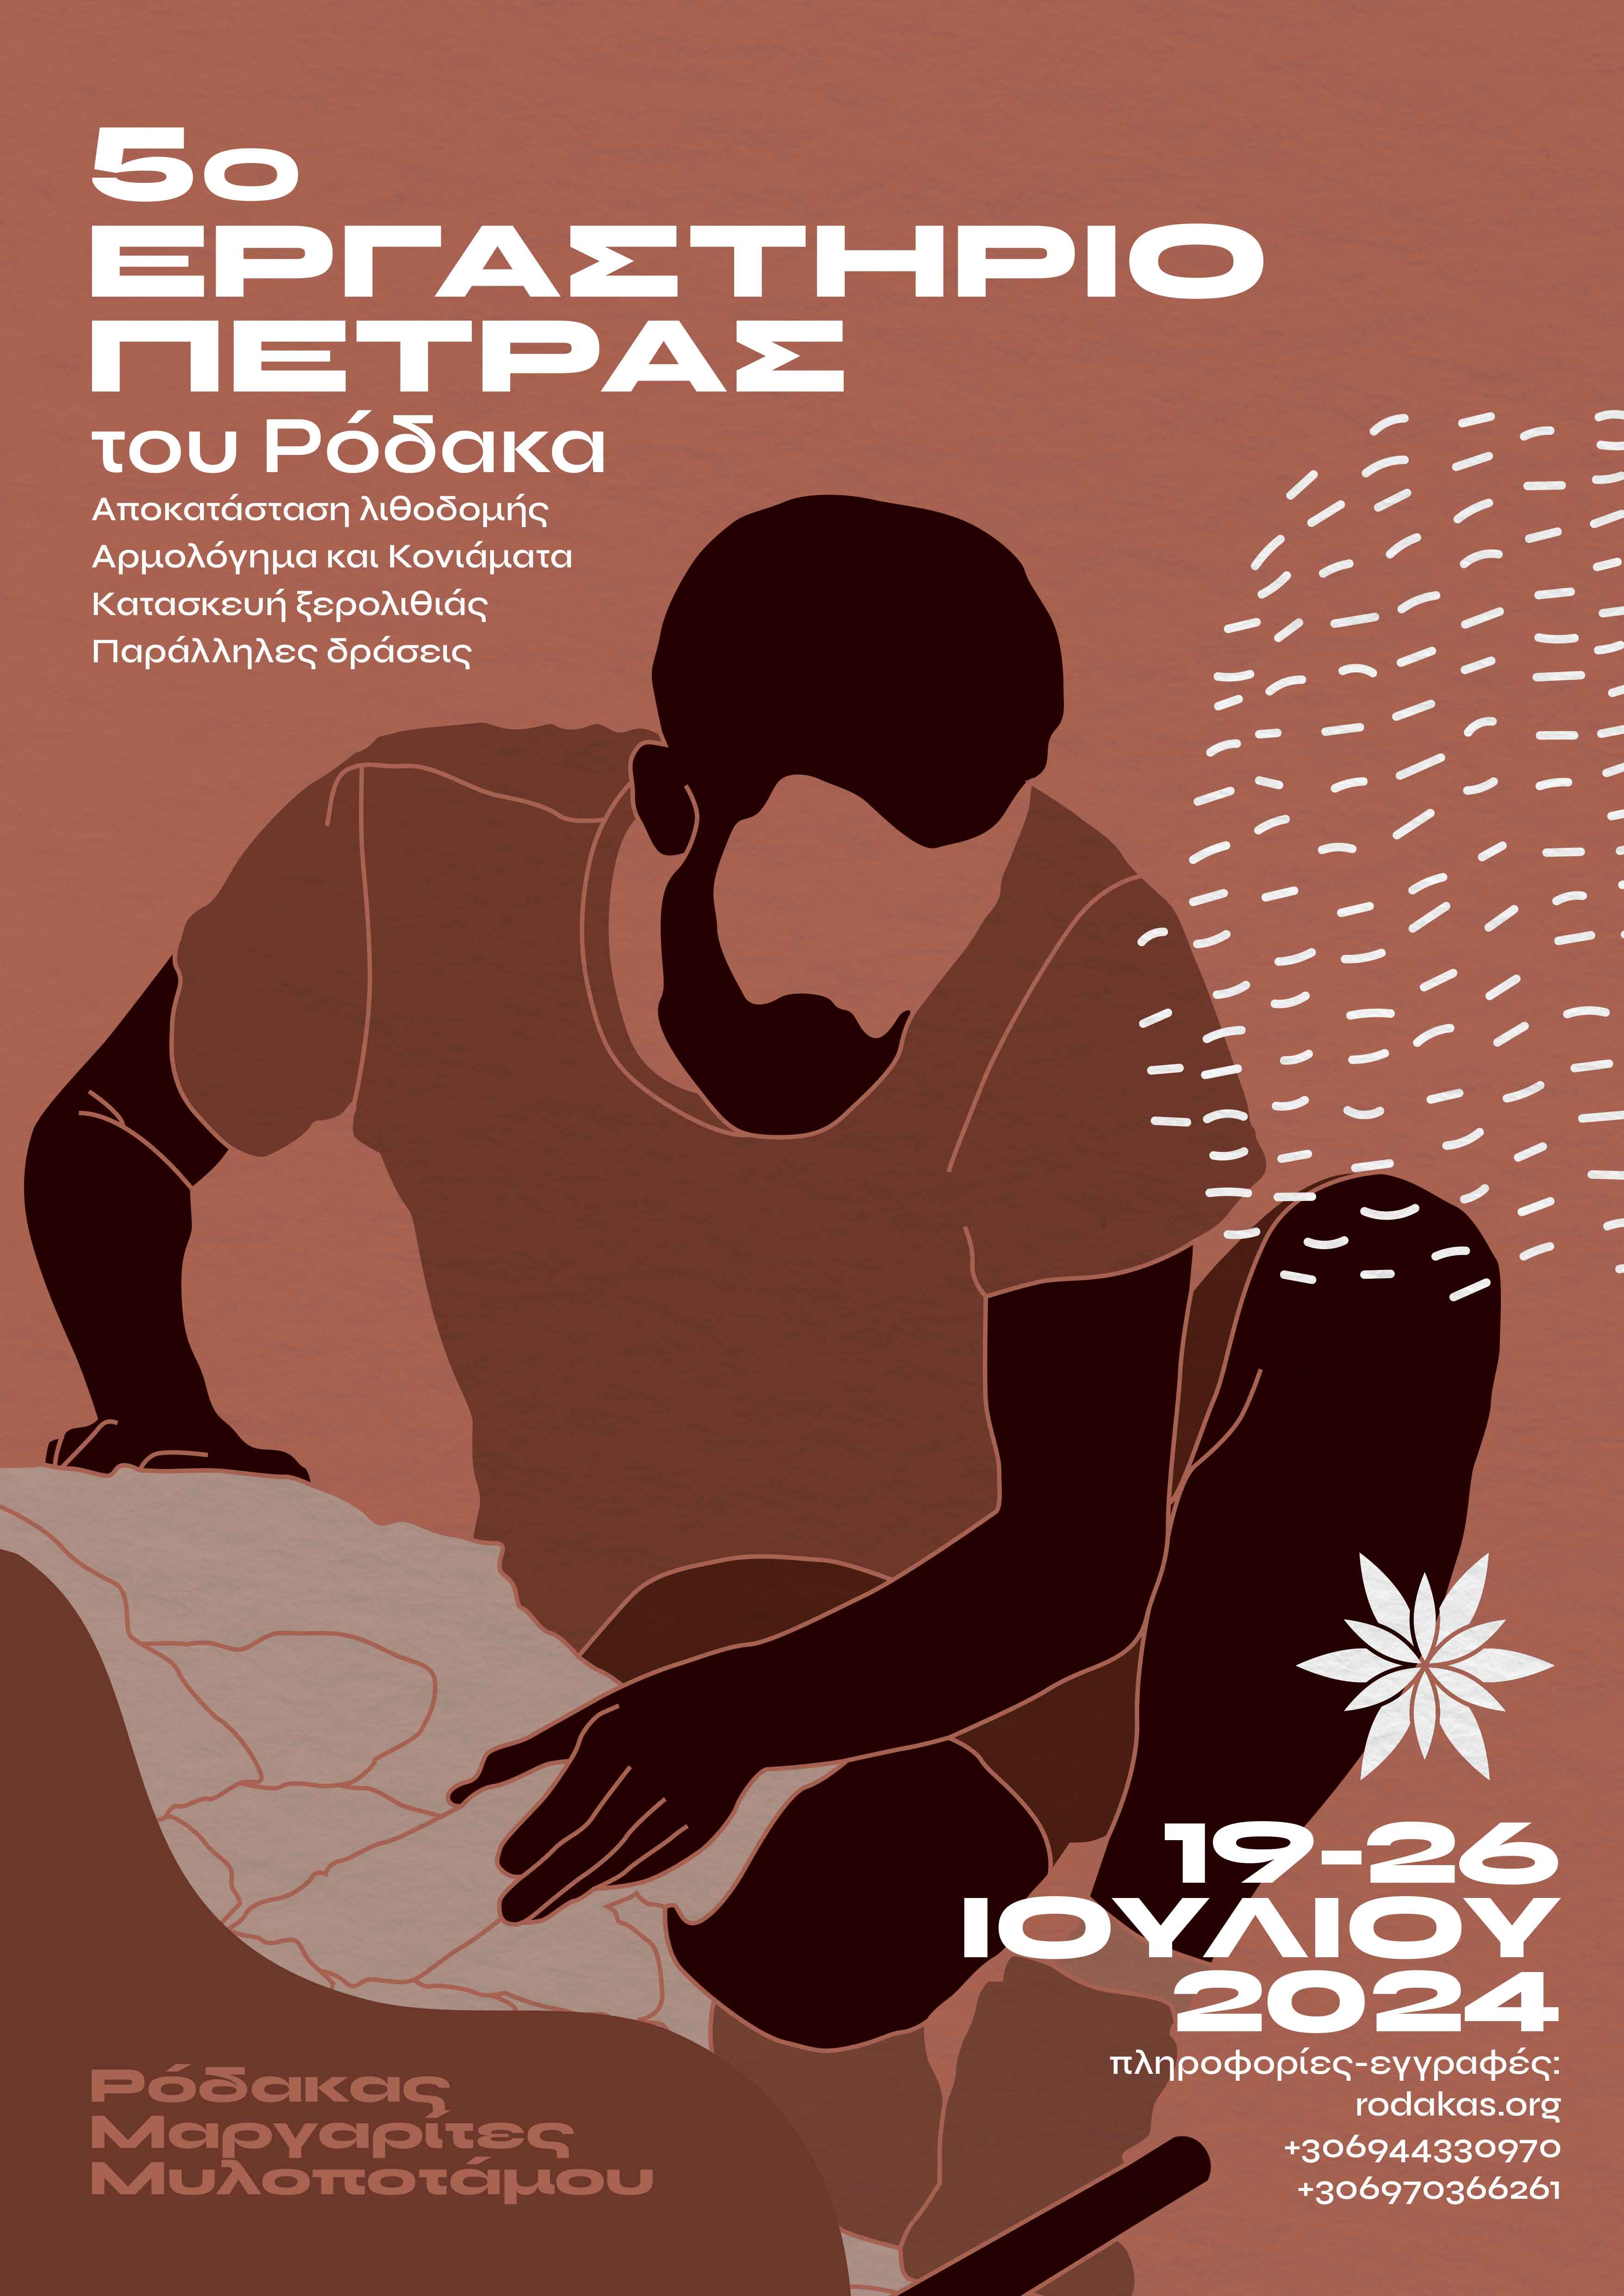 5ο
ΕΡΓΑΣΤΗΡΙΟ
ΠΕΤΡΑΣ
του Ρόδακα
Αποκατάσταση λιθοδομής
Αρμολόγημα και Κονιάματα
Κατασκευή ξερολιθιάς
Παράλληλες δράσεις
19-26
ΙΟΥΛΙΟΥ
2024
πληροφορίες-εγγραφές:
rodakas.org
+306944330970
+306970366261
Ρόδακας
Μαργαρίτες
Μυλοποτάμου